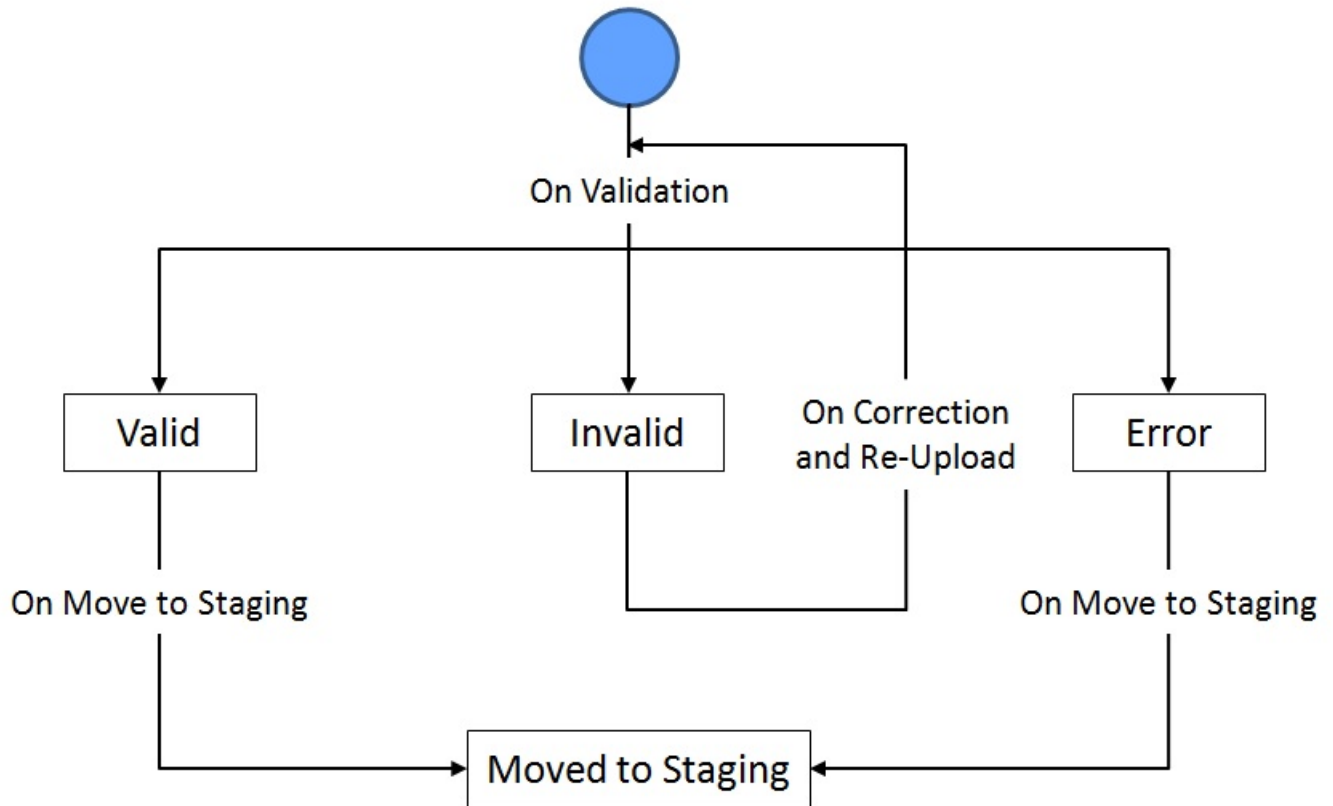 On Validation
Valid
Invalid
On Correction
and Re-Upload
Error
On Move to Staging
On Move to Staging
Moved to Staging